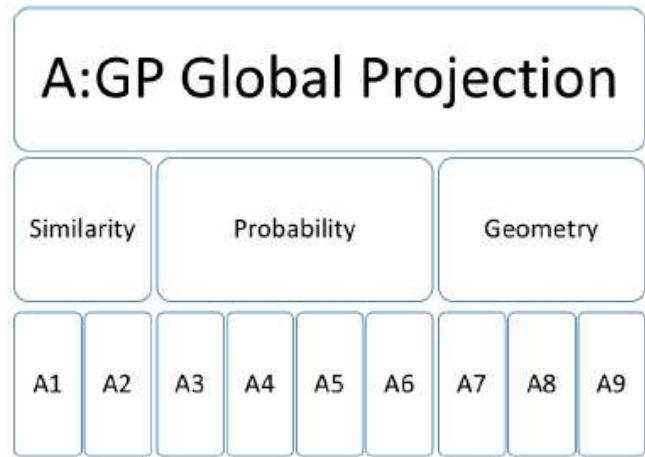 A:GP Global Projection
Similarity Probability Geometry
A1 A2 A3 A4 A5 A6 A7 A8 A9